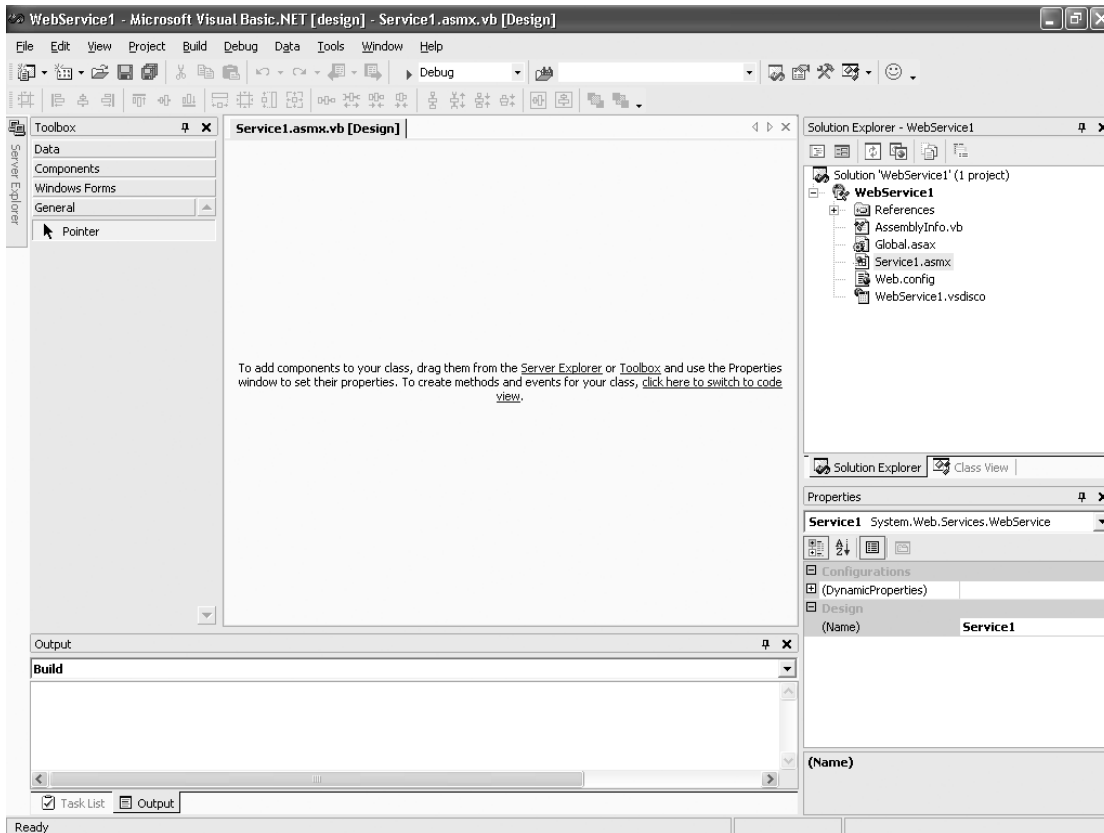 WebService1 - Microsoft Visual Basic.NET [design] - Service1.asmx.vb [Design]
File Edit View Project Build Debug Data Tools Window Help
Debug
Server Explorer
Toolbox
Data
Components
Windows Forms
General
Pointer
Service1.asmx.vb [Design]
To add components to your class, drag them from the Server Explorer or Toolbox and use the Properties
window to set their properties. To create methods and events for your class, click here to switch to code
view.
Solution Explorer - WebService1
Solution 'WebService1' (1 project)
WebService1
References
AssemblyInfo.vb
Global.asax
Service1.asmx
Web.config
WebService1.vsdisco
Solution Explorer Class View
Properties
Service1 System.Web.Services.WebService
Configurations
(DynamicProperties)
Design
(Name) Service1
(Name)
Output
Build
Task List Output
Ready